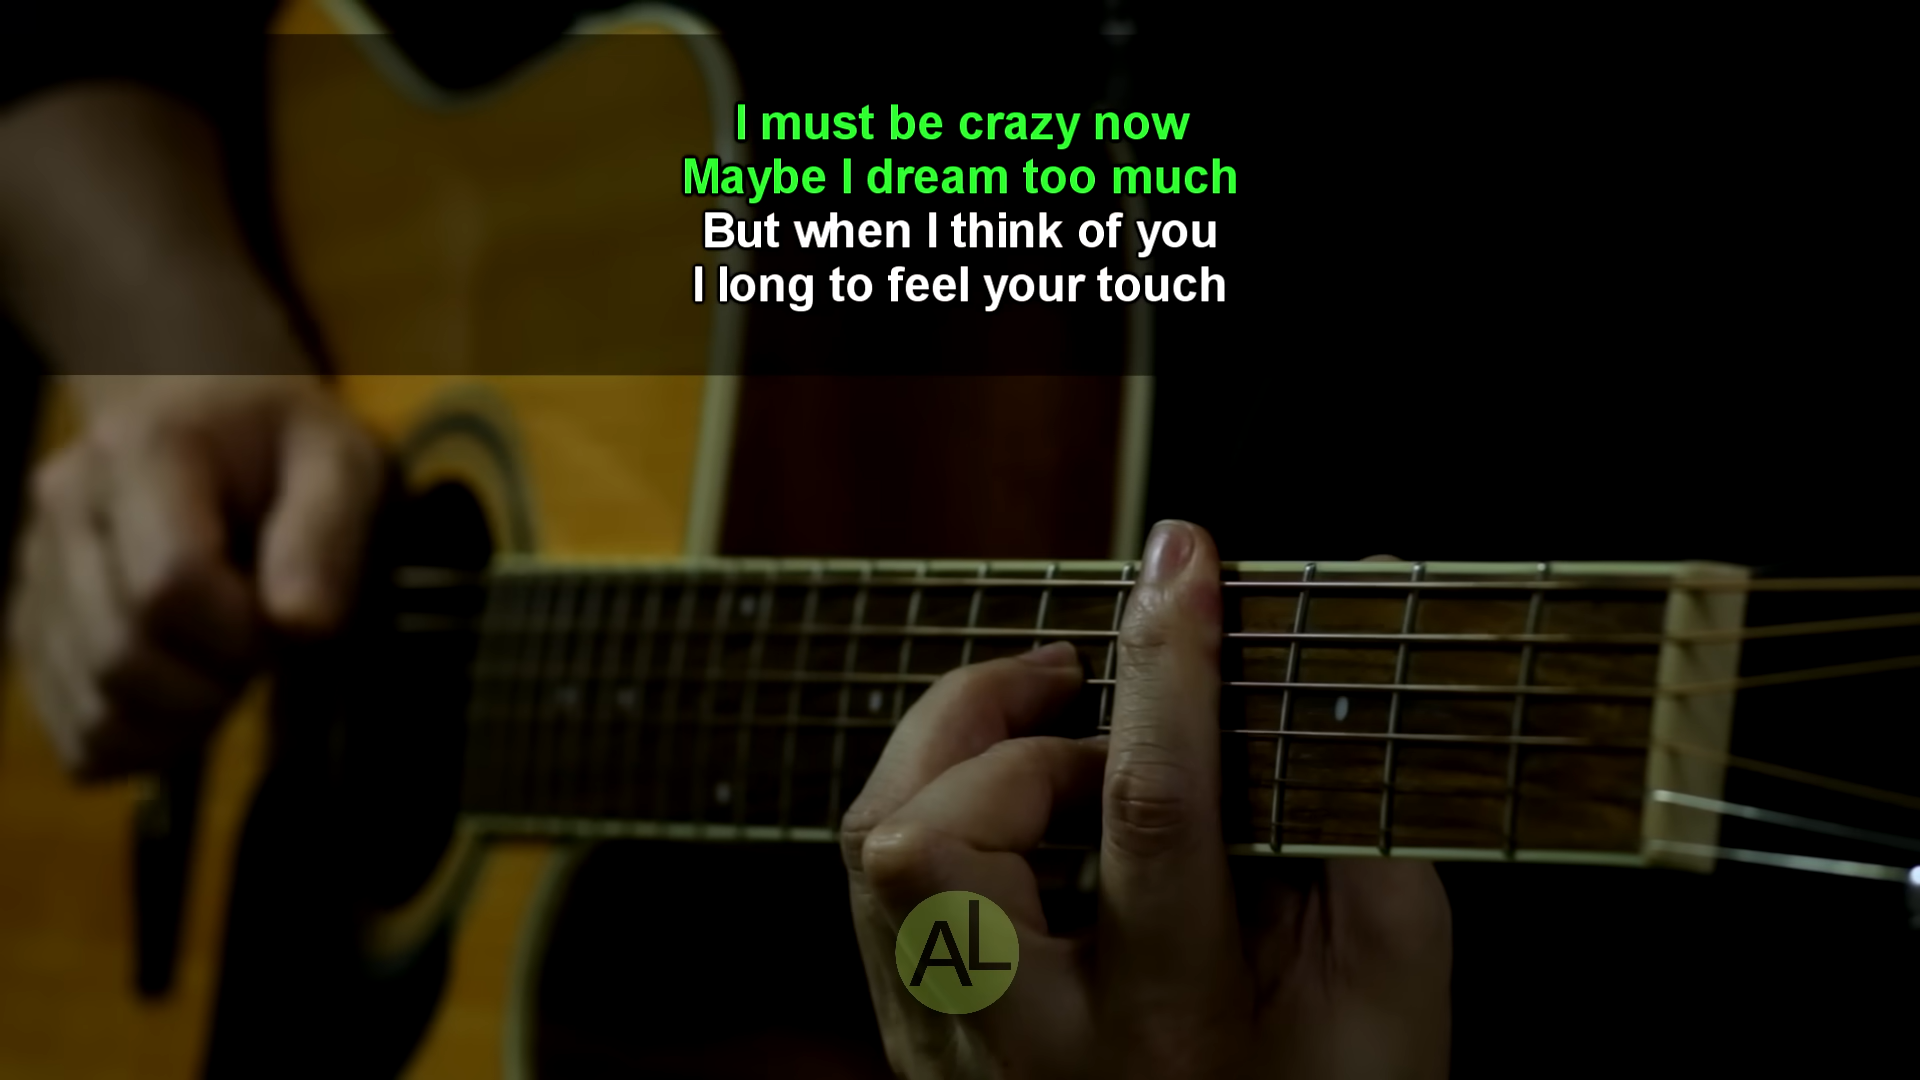 I must be crazy now
Maybe I dream too much
But when I think of you
I long to feel your touch
AL